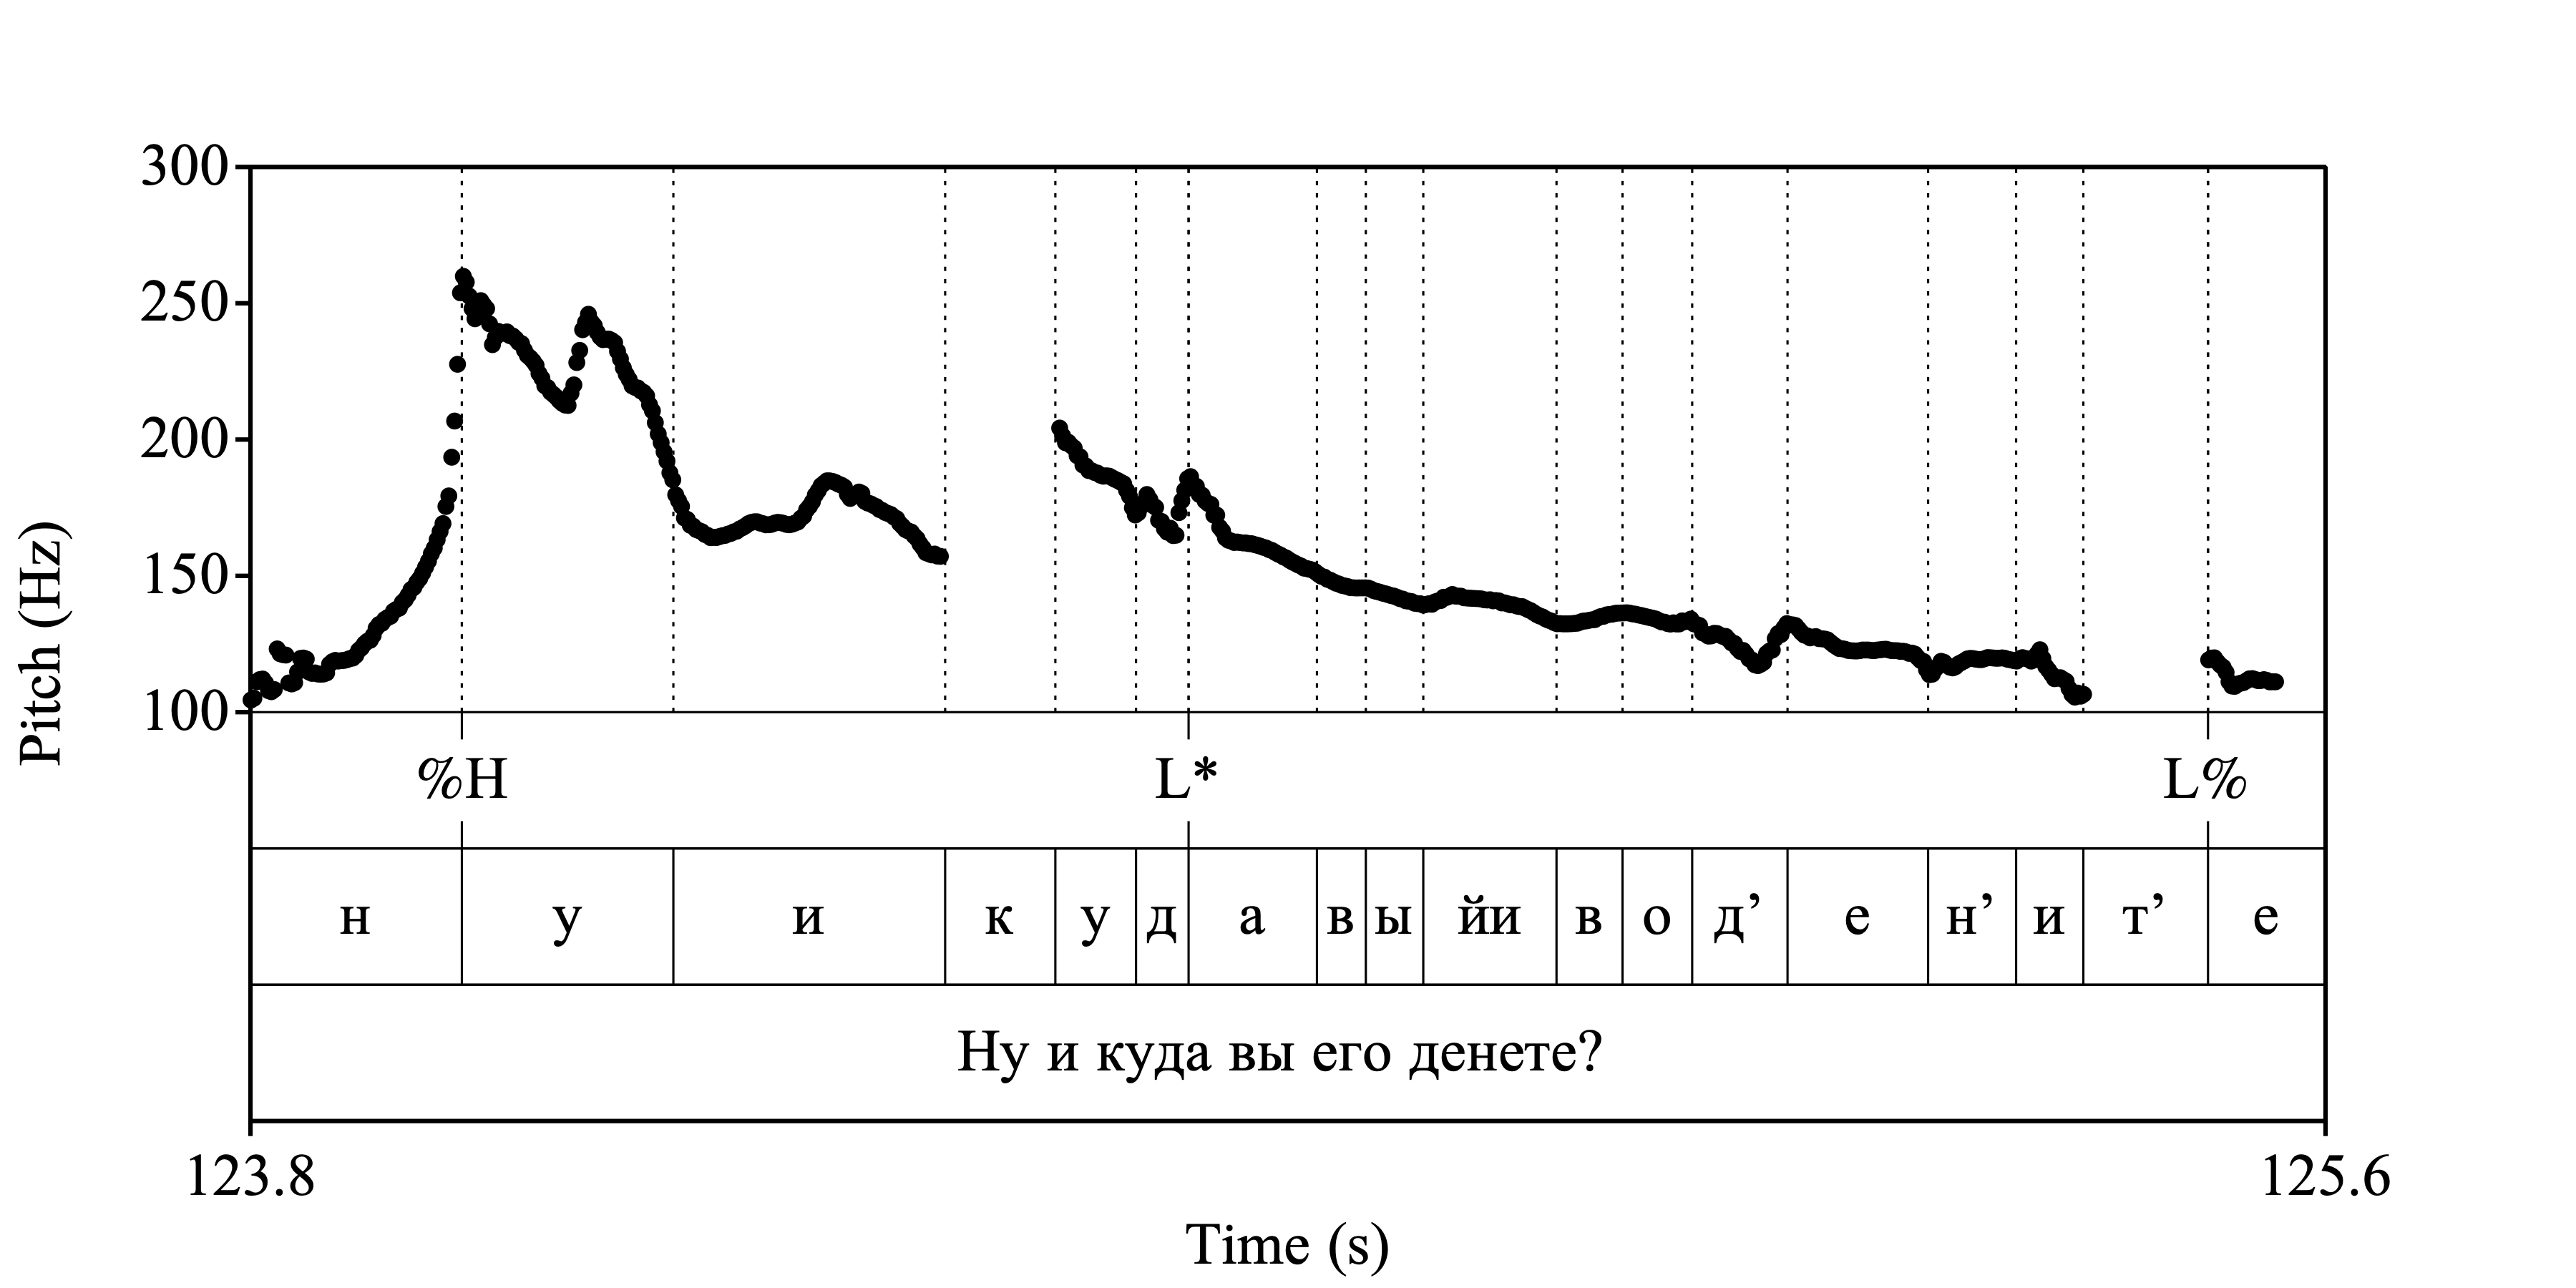 300
250
200
150
100
Pitch (Hz)
%H L* L%
н у и к у д а в ы йи в о д’ е н’ и т’ е
Ну и куда вы его денете?
123.8 125.6
Time (s)